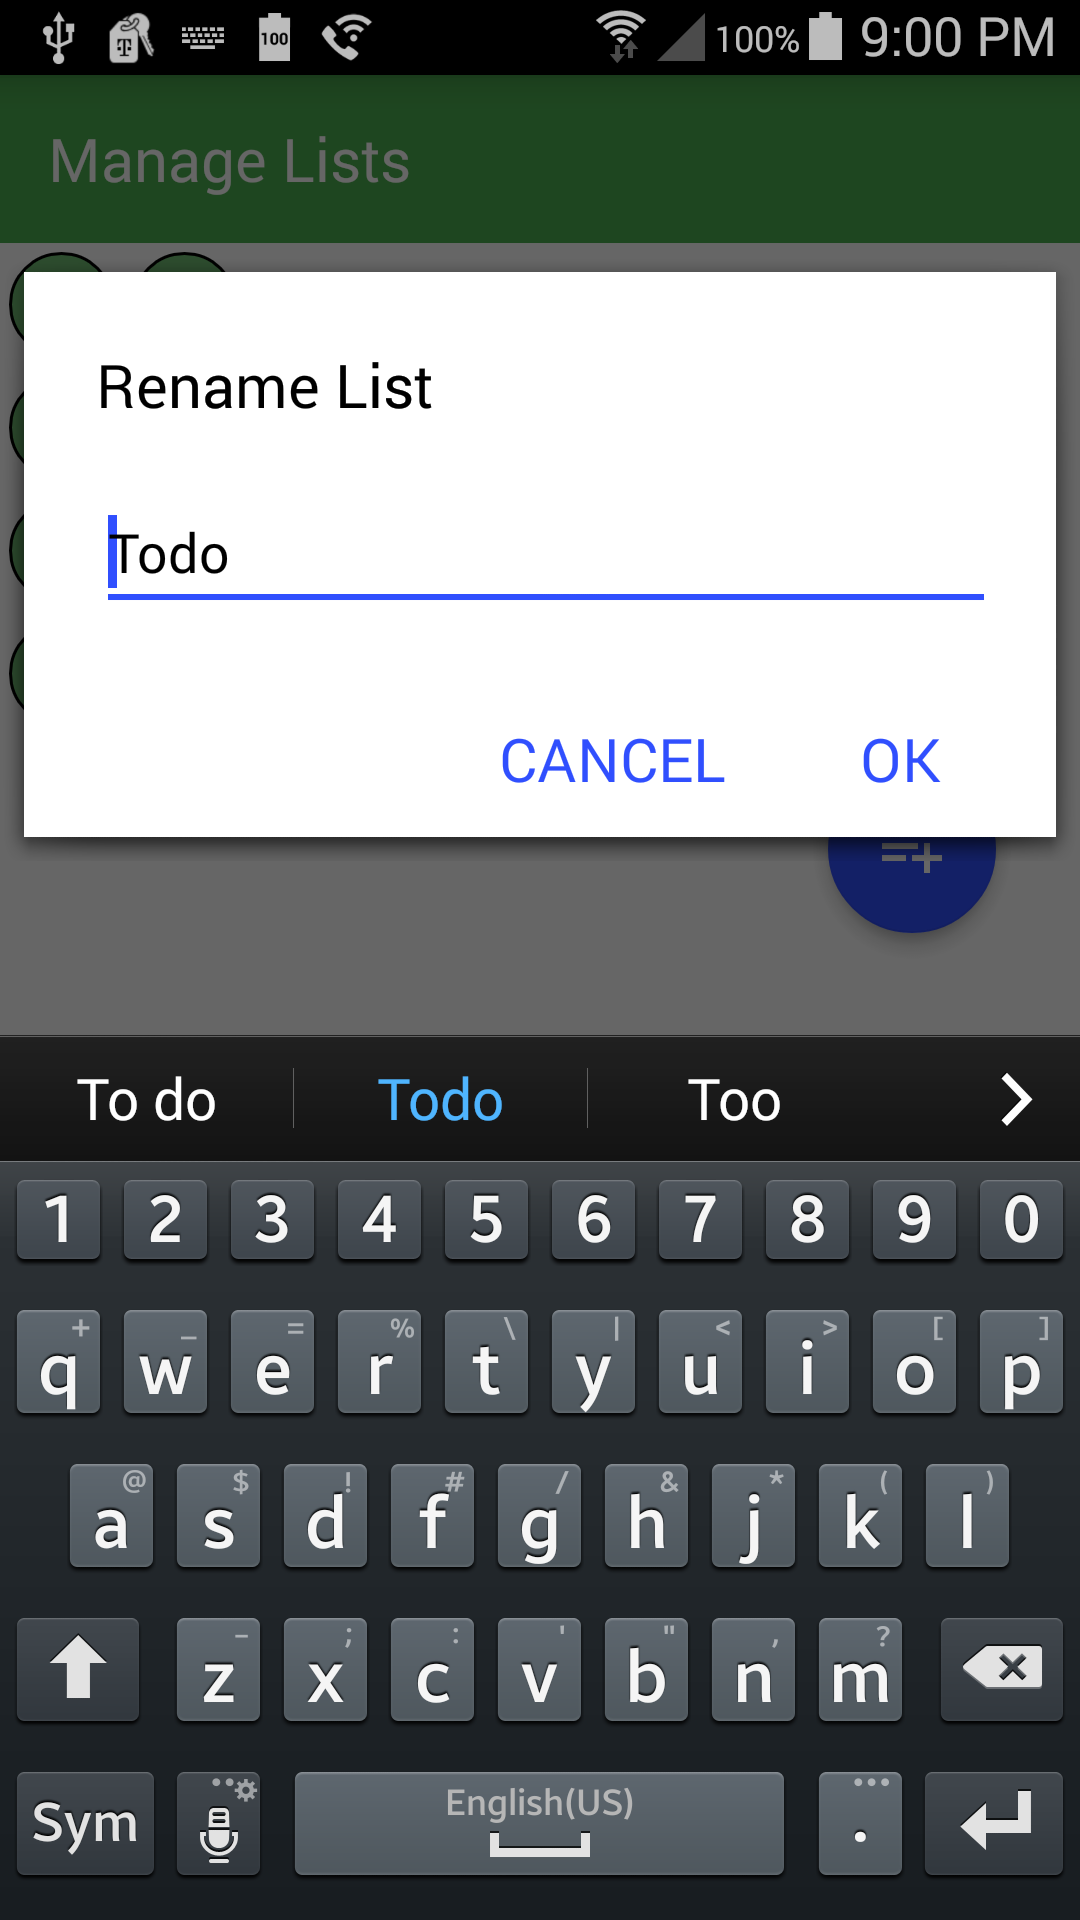 100 100% 9:00 PM
Manage Lists
Rename List
Todo
CANCEL OK
To do Todo Too
1 2 3 4 5 6 7 8 9 0
+ _ = % \ | < > [ ]
q w e r t y u i o p
@ $ ! # / & * ( )
a s d f g h j k l
- ; : ' " , ?
z x c v b n m
English(US)
Sym .